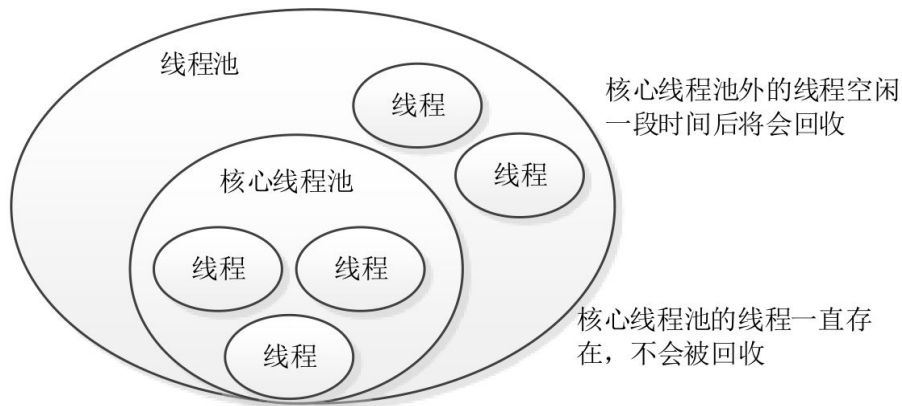 线程池
线程
核心线程池外的线程空闲
一段时间后将会回收
线程
核心线程池
线程
线程
线程
核心线程池的线程一直存
在，不会被回收